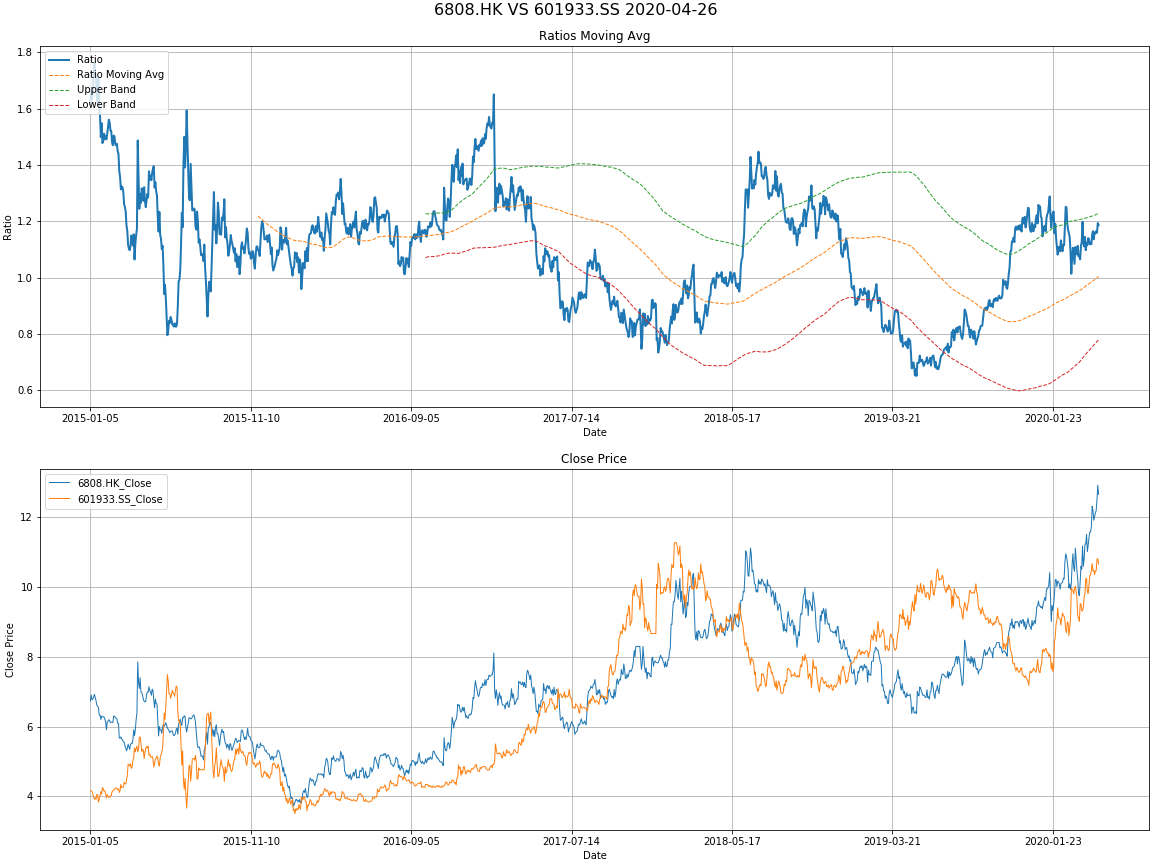 6808.HK VS 601933.SS 2020-04-26
Ratios Moving Avg
Ratio
Ratio Moving Avg
Upper Band
Lower Band
1.8
1.6
1.4
1.2
1.0
0.8
0.6
Ratio
2015-01-05 2015-11-10 2016-09-05 2017-07-14 2018-05-17 2019-03-21 2020-01-23
Date
Close Price
6808.HK_Close
601933.SS_Close
12
10
8
6
4
Close Price
2015-01-05 2015-11-10 2016-09-05 2017-07-14 2018-05-17 2019-03-21 2020-01-23
Date